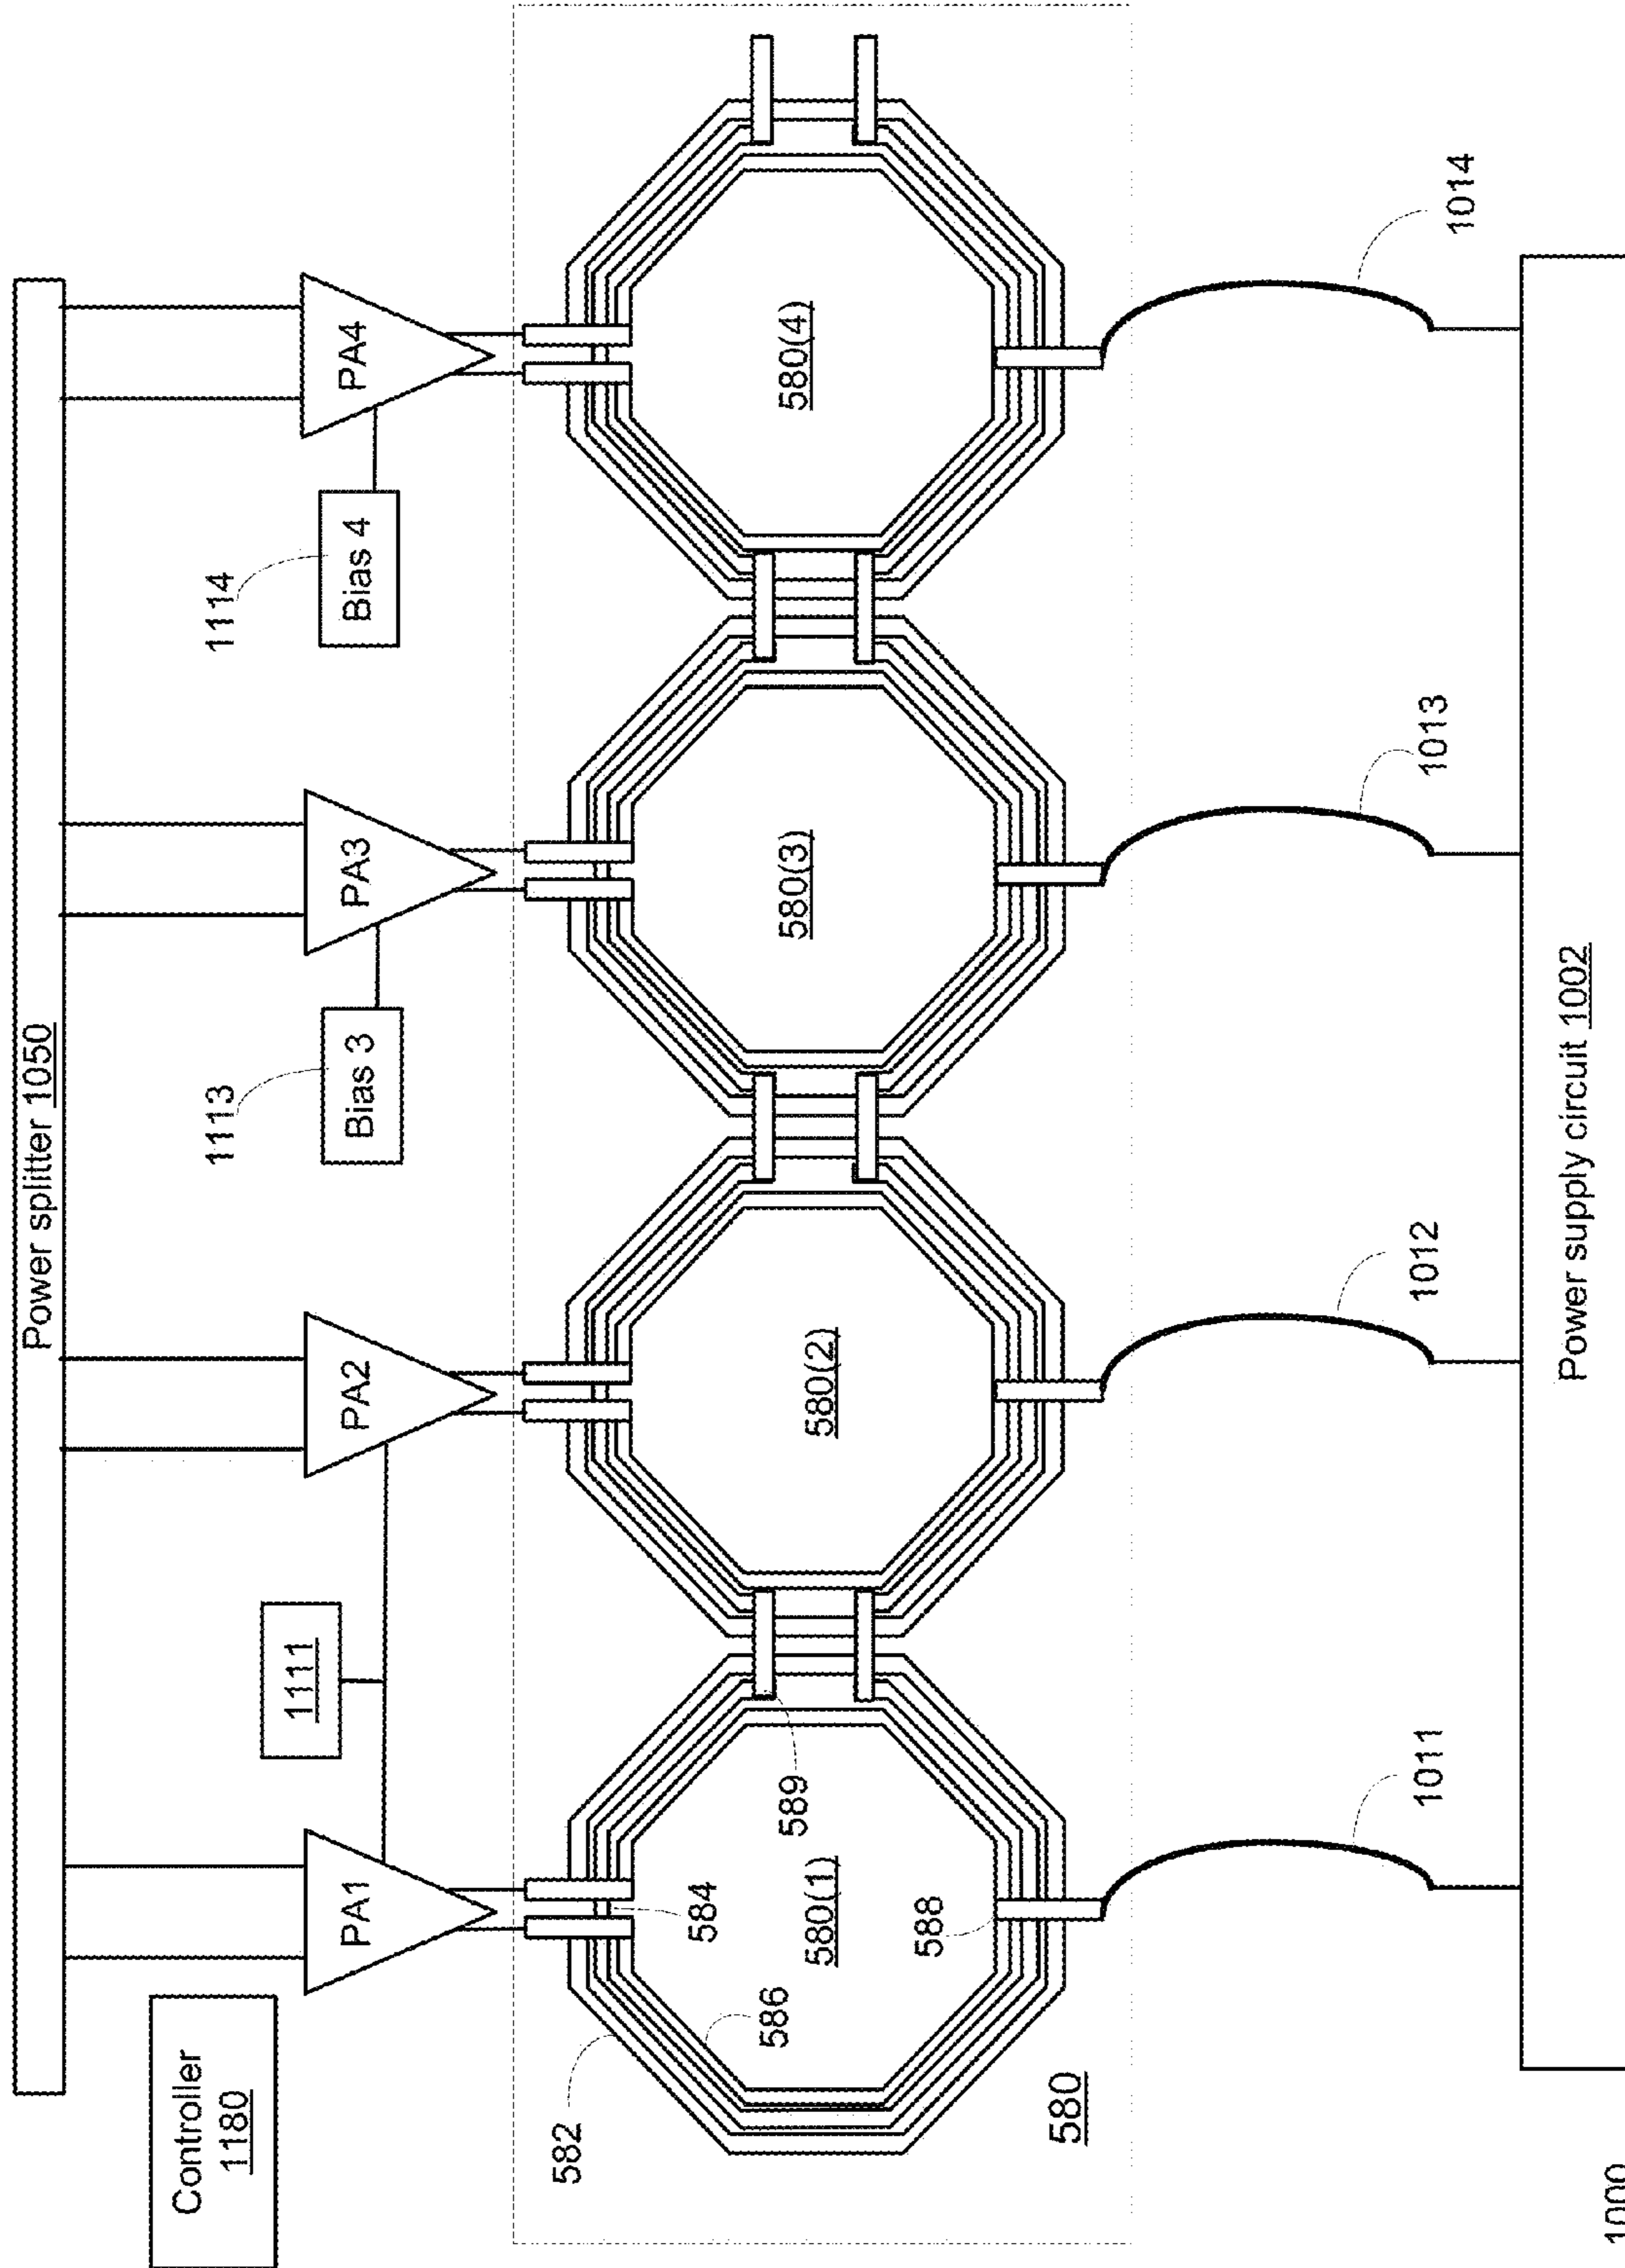 Power splitter 1050
Controller
1180
PA1
PA2
PA3
PA4
1111
1113
Bias 3
1114
Bias 4
582
586
584
580(1)
589
588
580
580(2)
580(3)
580(4)
1011
1012
1013
1014
Power supply circuit 1002
1000